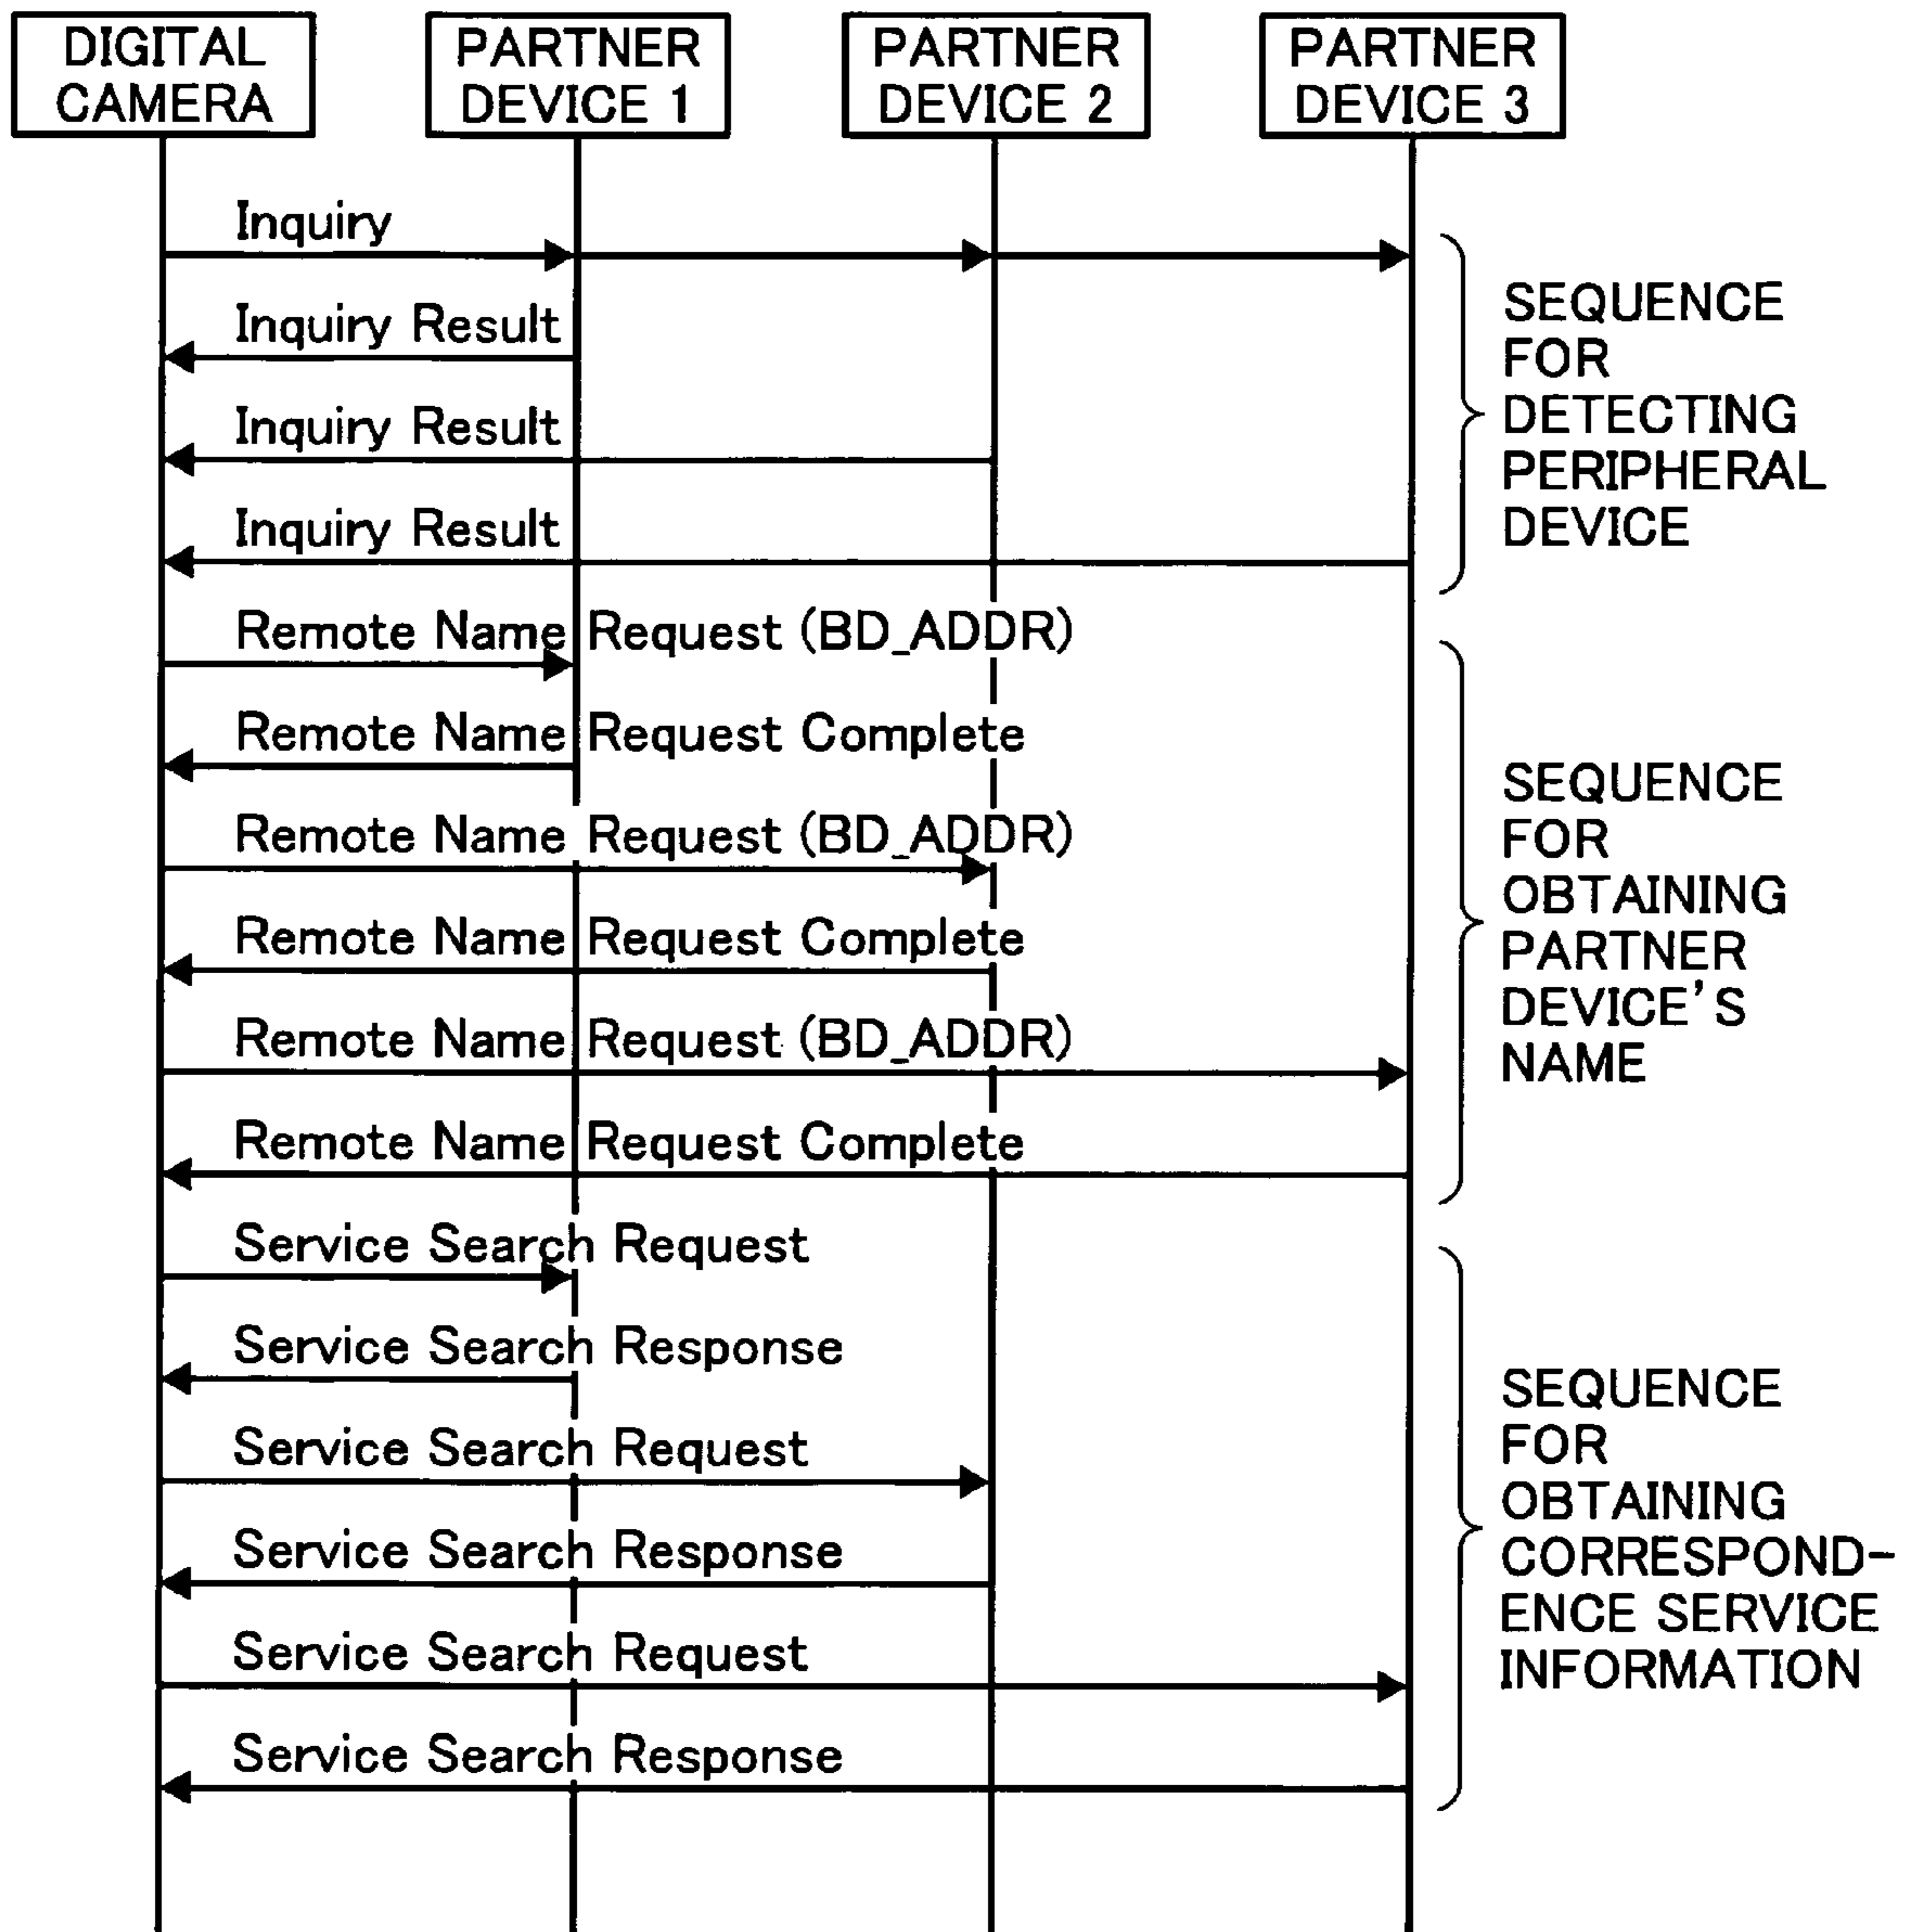 DIGITAL
CAMERA
PARTNER
DEVICE 1
PARTNER
DEVICE 2
PARTNER
DEVICE 3
Inquiry
Inquiry Result
Inquiry Result
Inquiry Result
SEQUENCE
FOR
DETECTING
PERIPHERAL
DEVICE
Remote Name Request (BD_ADDR)
Remote Name Request Complete
Remote Name Request (BD_ADDR)
Remote Name Request Complete
Remote Name Request (BD_ADDR)
Remote Name Request Complete
SEQUENCE
FOR
OBTAINING
PARTNER
DEVICE'S
NAME
Service Search Request
Service Search Response
Service Search Request
Service Search Response
Service Search Request
Service Search Response
SEQUENCE
FOR
OBTAINING
CORRESPOND-
ENCE SERVICE
INFORMATION